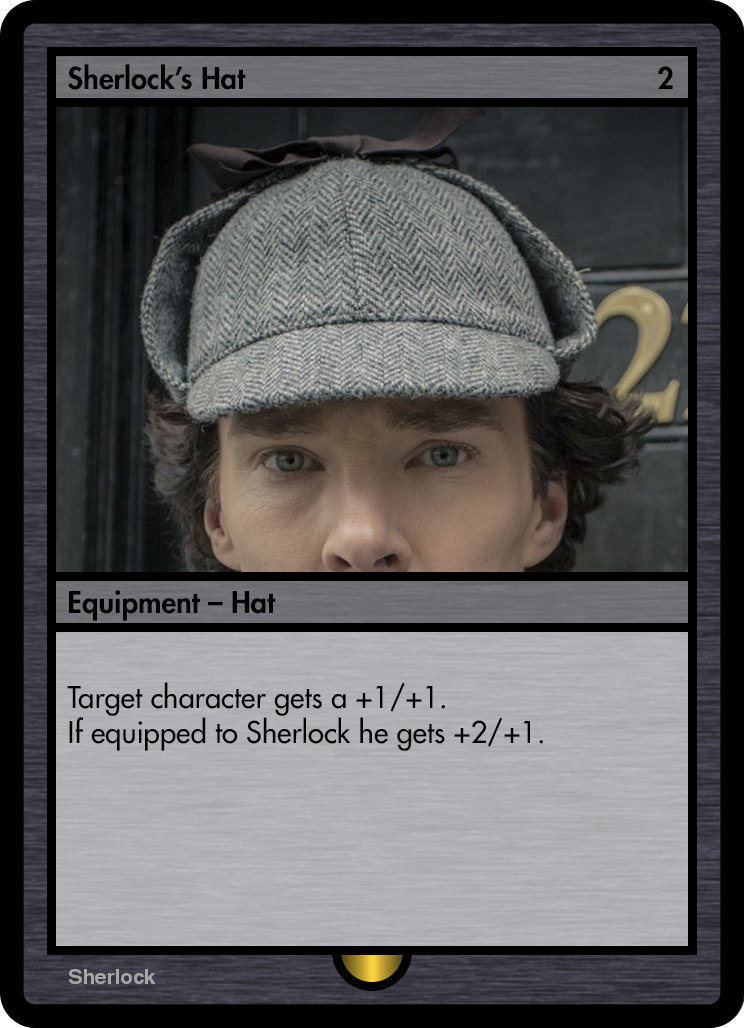 Sherlock’s Hat 2
22
Equipment – Hat
Target character gets a +1/+1.
If equipped to Sherlock he gets +2/+1.
Sherlock